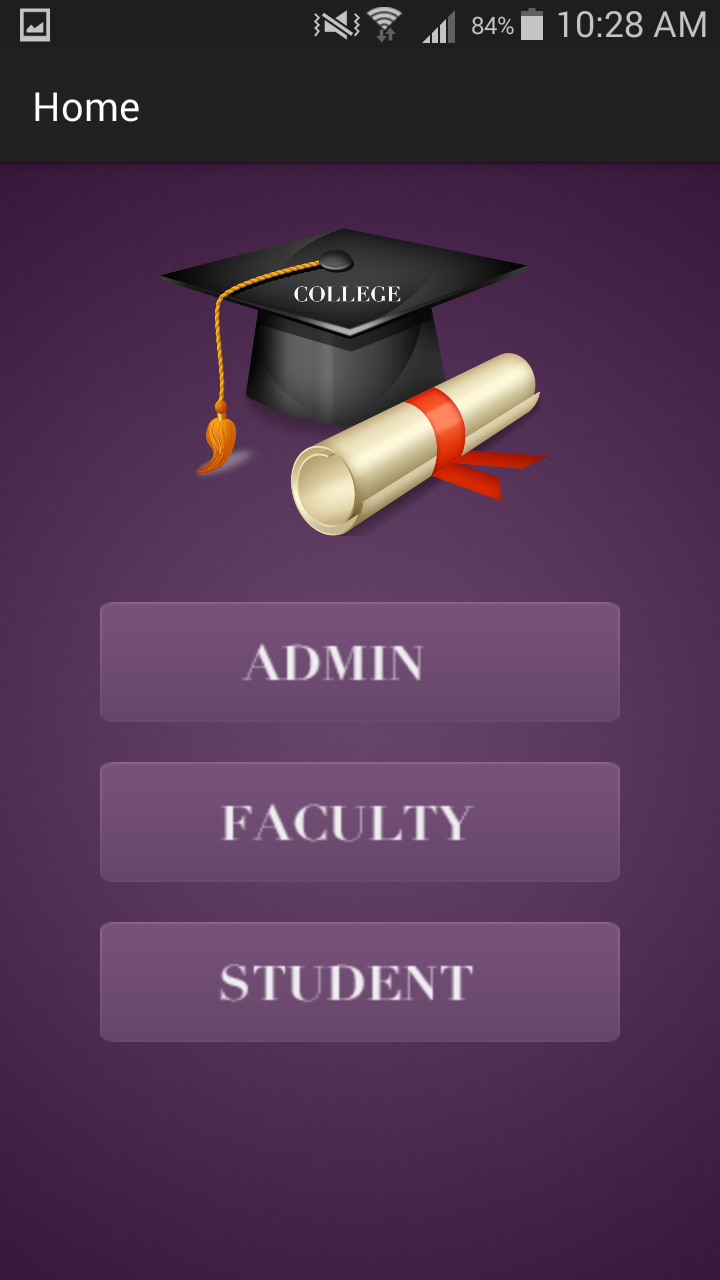 84% 10:28 AM
Home
COLLEGE
ADMIN
FACULTY
STUDENT